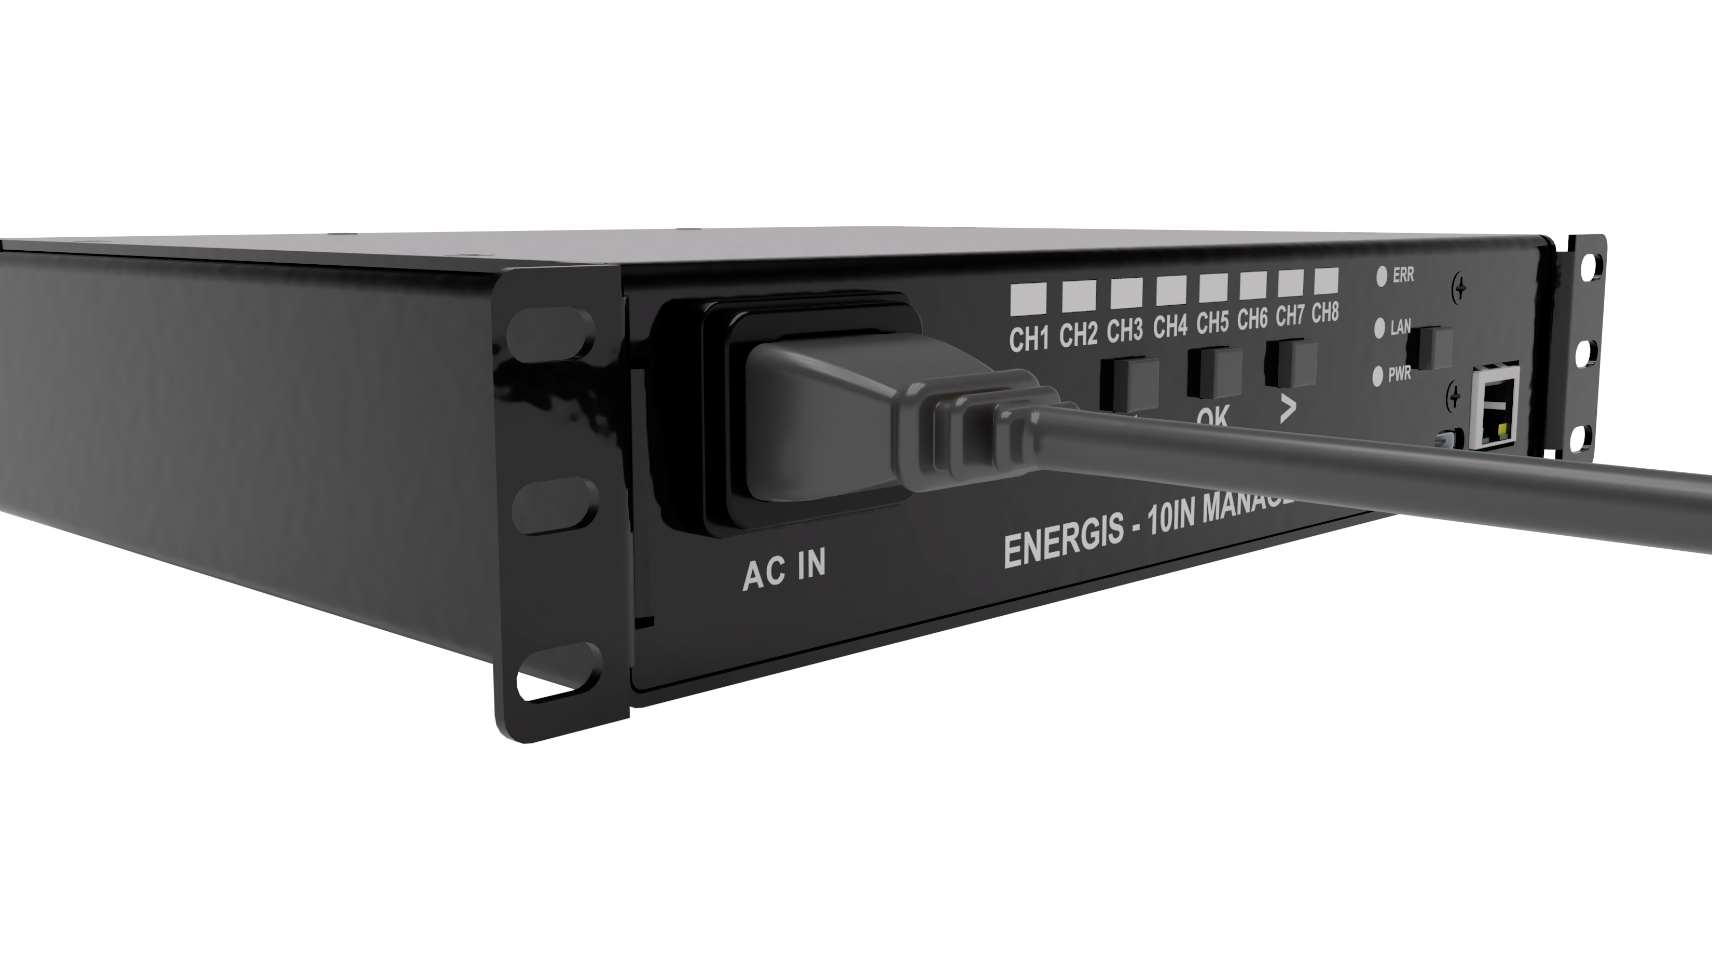 CH1 CH2 CH3 CH4 CH5 CH6 CH7 CH8
ERR
LAN
PWR
OK >
AC IN
ENERGIS - 10IN